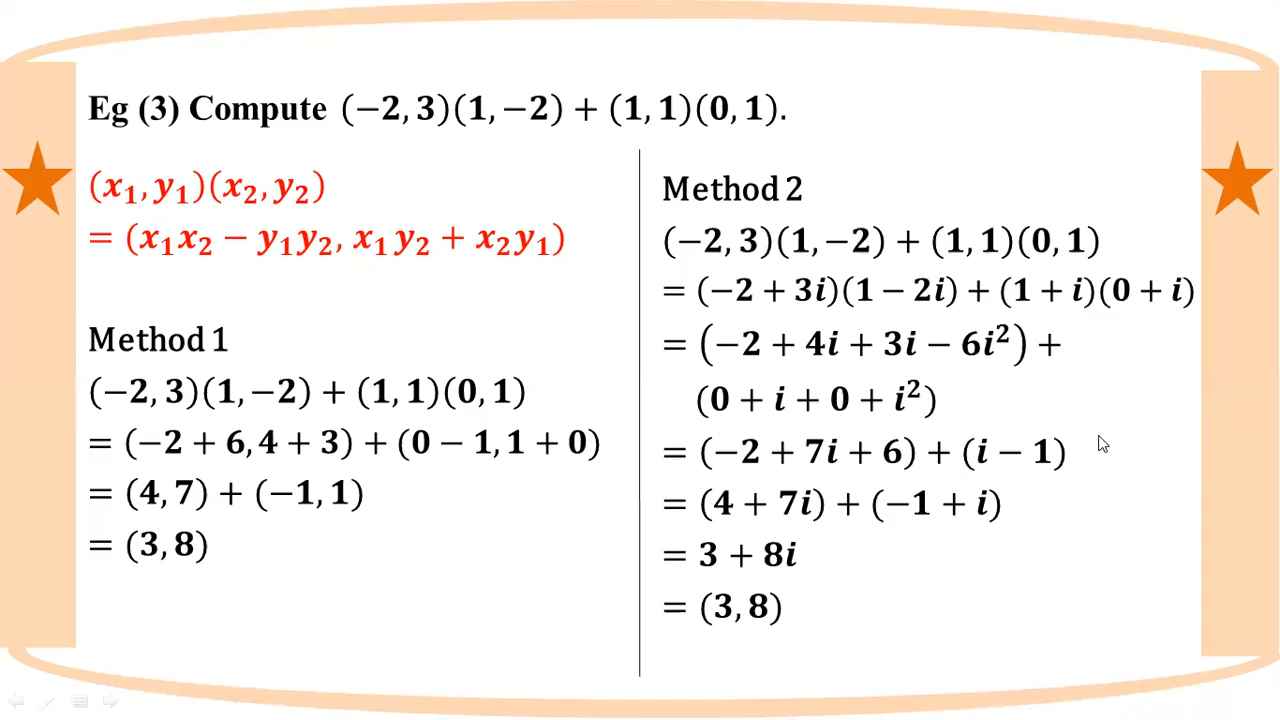 Eg (3) Compute (−2, 3)(1, −2) + (1, 1)(0, 1).
(x₁, y₁)(x₂, y₂)
= (x₁x₂ − y₁y₂, x₁y₂ + x₂y₁)
Method 1
(−2, 3)(1, −2) + (1, 1)(0, 1)
= (−2 + 6, 4 + 3) + (0 − 1, 1 + 0)
= (4, 7) + (−1, 1)
= (3, 8)
Method 2
(−2, 3)(1, −2) + (1, 1)(0, 1)
= (−2 + 3i)(1 − 2i) + (1 + i)(0 + i)
= (−2 + 4i + 3i − 6i²) +
(0 + i + 0 + i²)
= (−2 + 7i + 6) + (i − 1)
= (4 + 7i) + (−1 + i)
= 3 + 8i
= (3, 8)